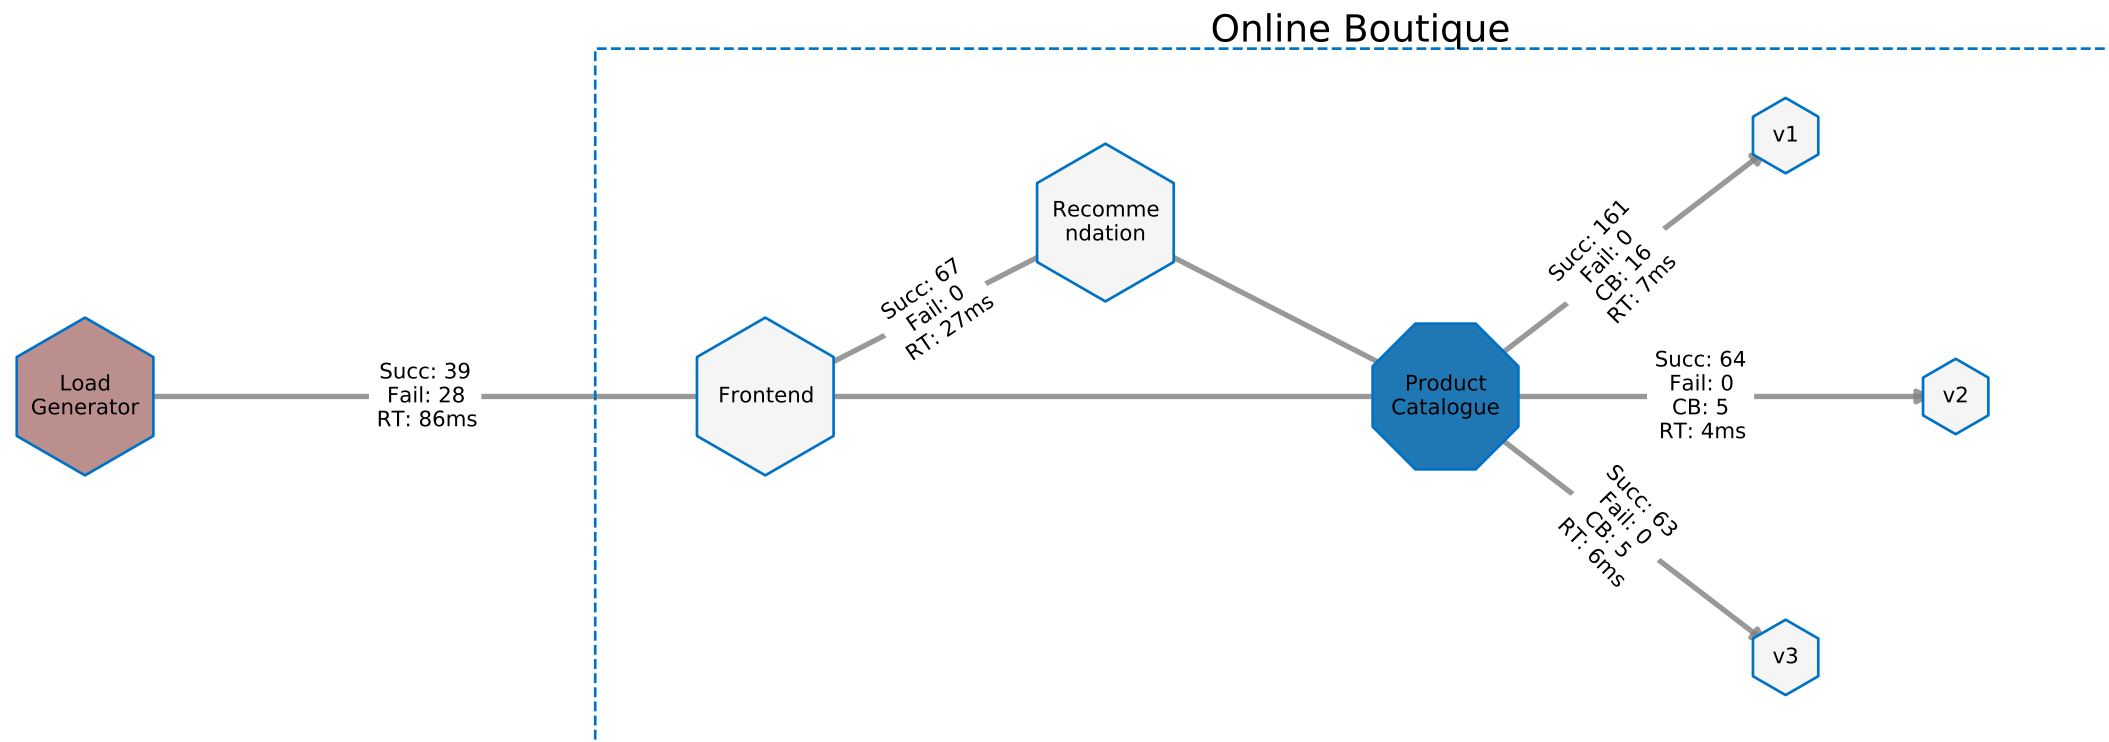 Online Boutique
Load
Generator
Succ: 39
Fail: 28
RT: 86ms
Frontend
Succ: 67
Fail: 0
RT: 27ms
Recomme
ndation
Product
Catalogue
Succ: 161
Fail: 0
CB: 16
RT: 7ms
v1
Succ: 64
Fail: 0
CB: 5
RT: 4ms
v2
Succ: 63
Fail: 0
CB: 5
RT: 6ms
v3